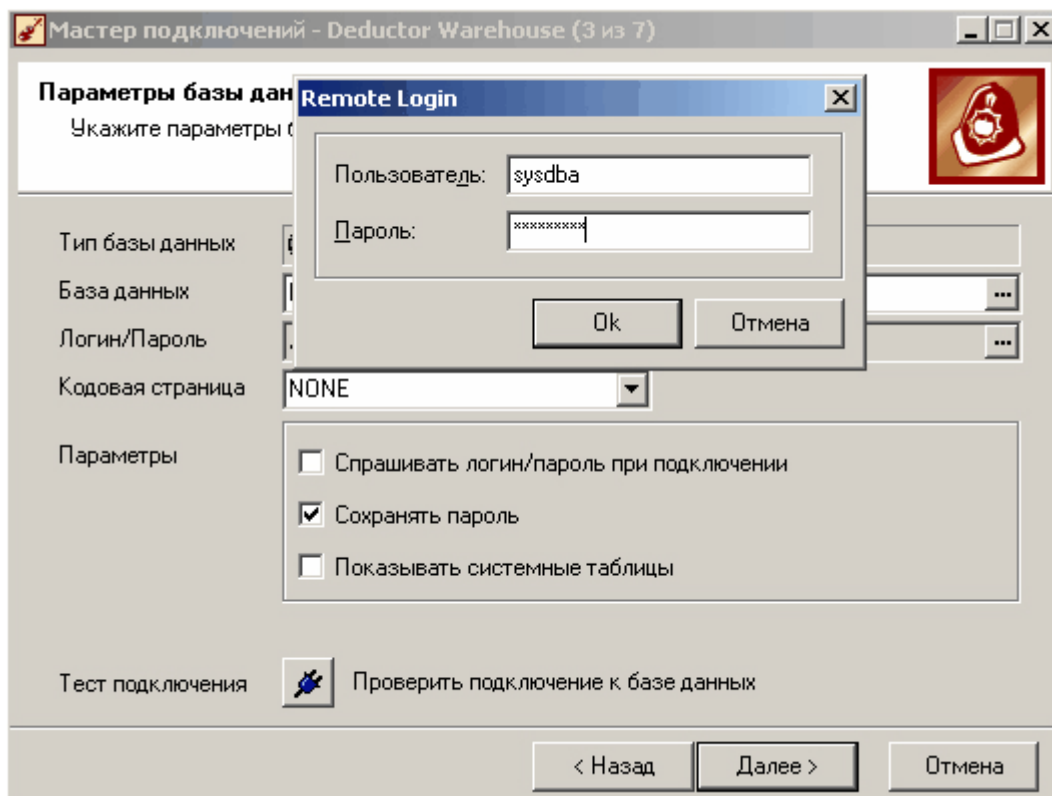 Мастер подключений - Deductor Warehouse (3 из 7)
Параметры базы дан
Укажите параметры б
Remote Login
Пользователь: sysdba
Пароль: *********
Ok Отмена
Тип базы данных
База данных ...
Логин/Пароль ...
Кодовая страница NONE
Параметры
Спрашивать логин/пароль при подключении
Сохранять пароль
Показывать системные таблицы
Тест подключения Проверить подключение к базе данных
< Назад Далее > Отмена